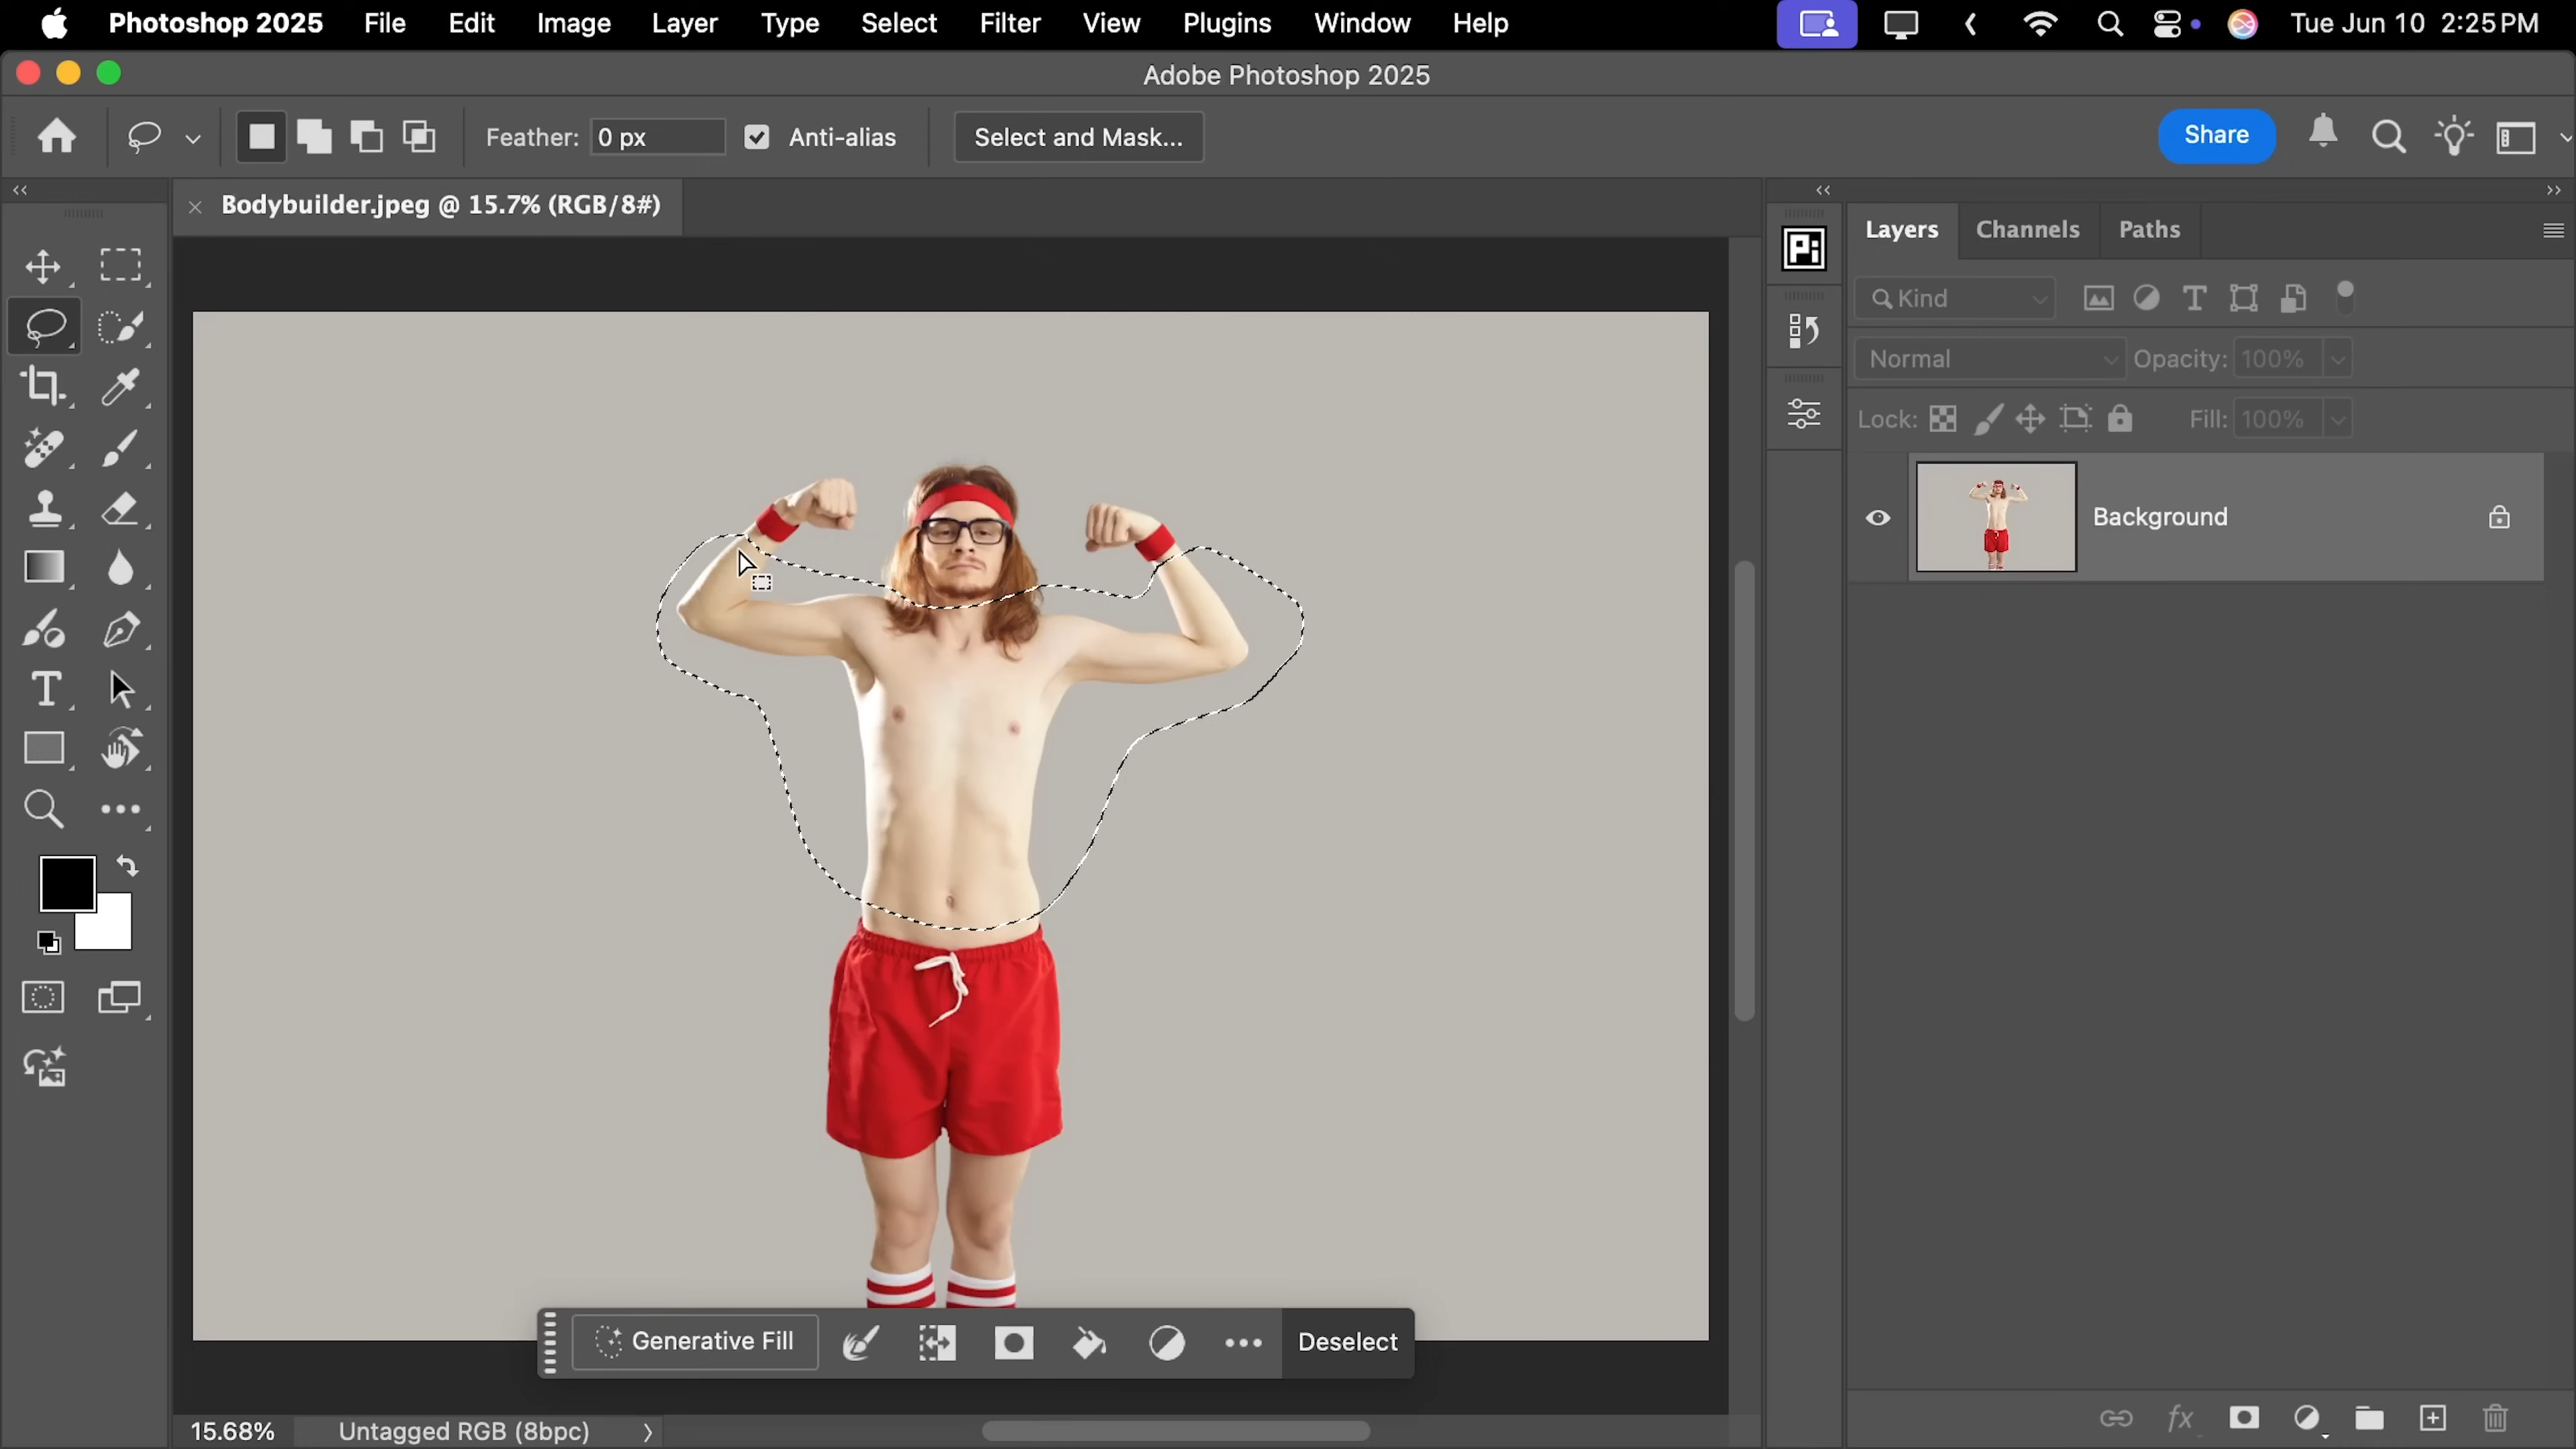 Photoshop 2025 File Edit Image Layer Type Select Filter View Plugins Window Help Tue Jun 10 2:25 PM
Adobe Photoshop 2025
Feather: 0 px Anti-alias Select and Mask... Share
Bodybuilder.jpeg @ 15.7% (RGB/8#)
Pi
Layers Channels Paths
Kind
Normal Opacity: 100%
Lock: Fill: 100%
Background
Generative Fill Deselect
15.68% Untagged RGB (8bpc)
fx